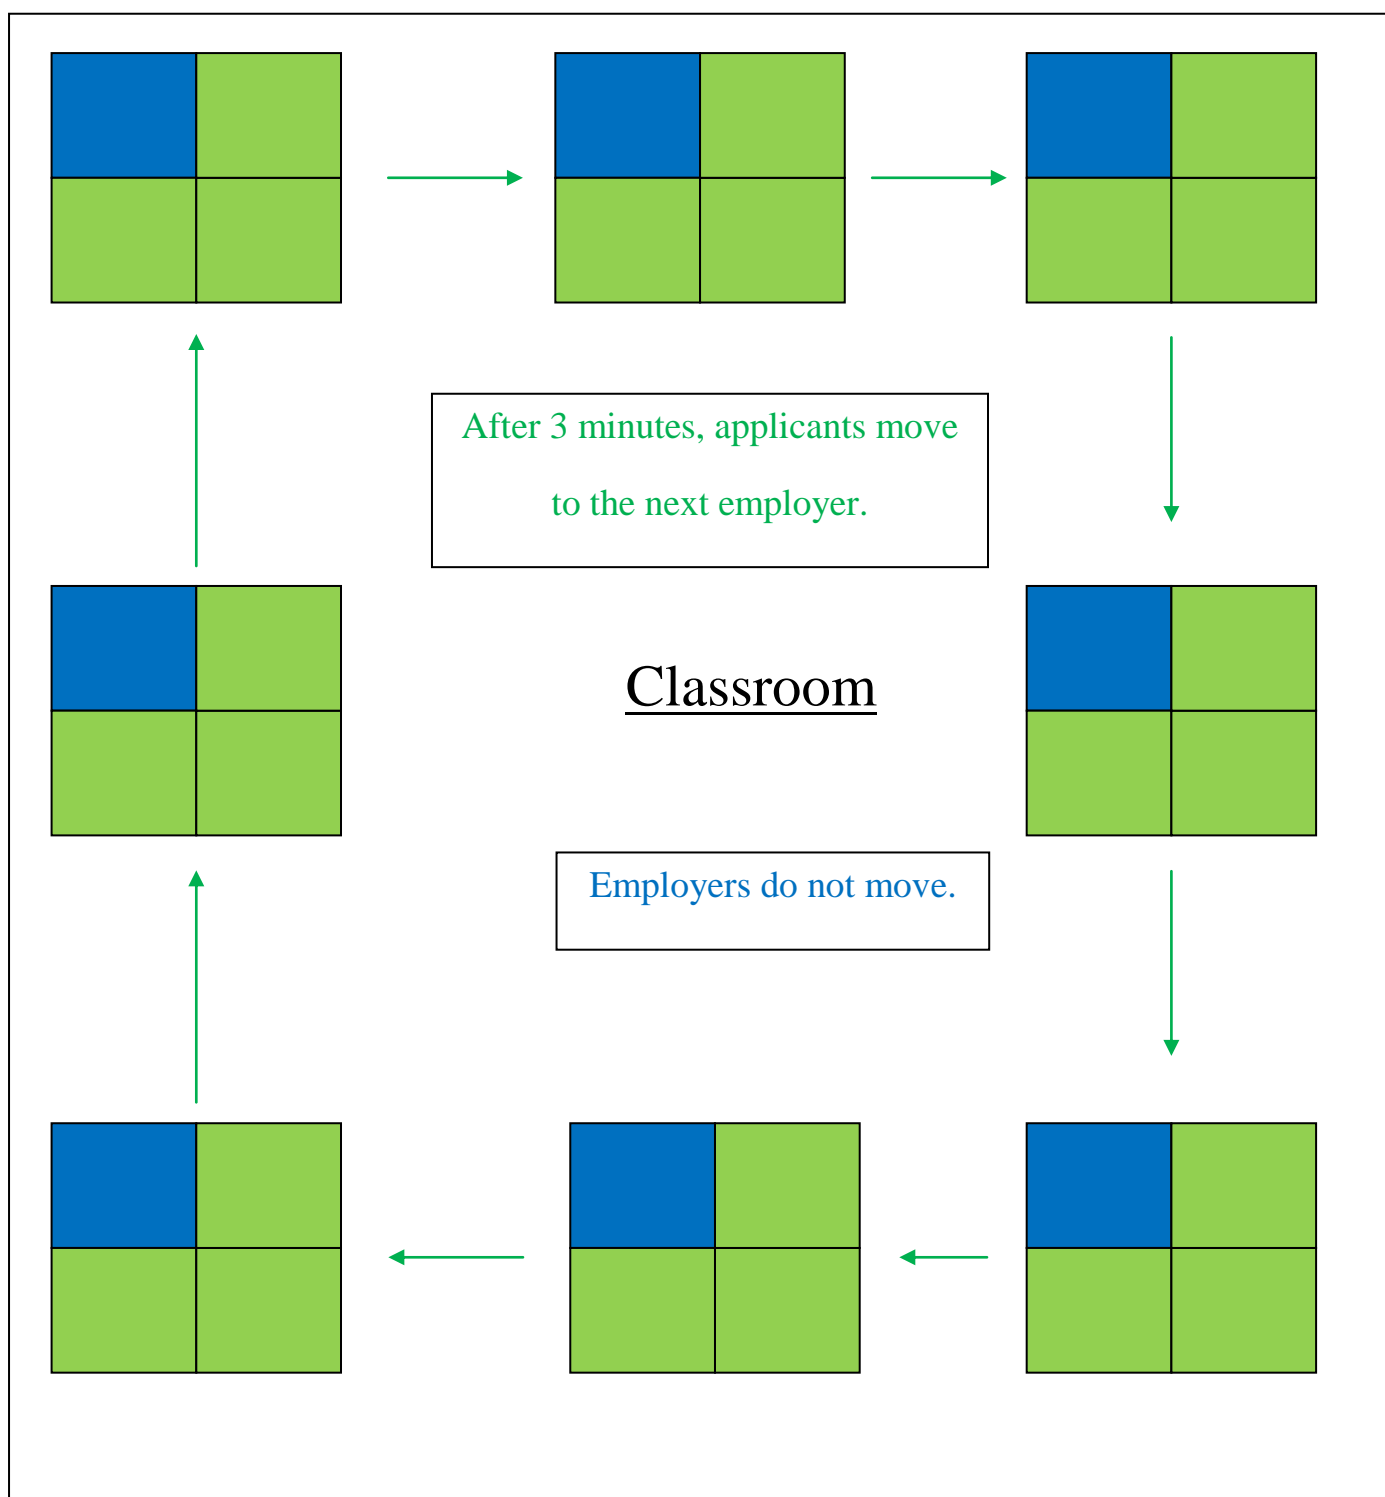 After 3 minutes, applicants move
to the next employer.
Classroom
Employers do not move.